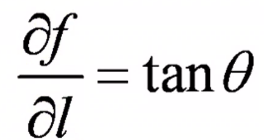 ∂f/∂l = tan θ